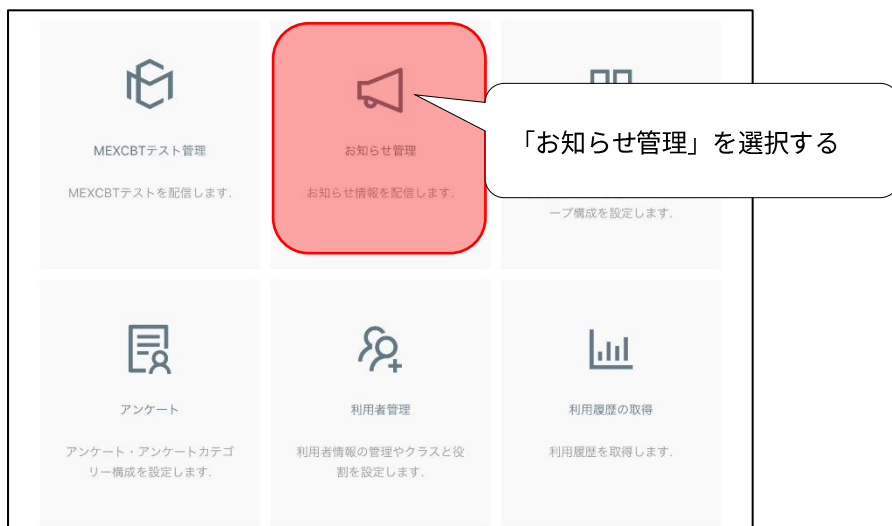 MEXCBTテスト管理
MEXCBTテストを配信します.
お知らせ管理
お知らせ情報を配信します.
「お知らせ管理」を選択する
ープ構成を設定します.
アンケート
アンケート・アンケートカテゴ
リー構成を設定します.
利用者管理
利用者情報の管理やクラスと役
割を設定します.
利用履歴の取得
利用履歴を取得します.